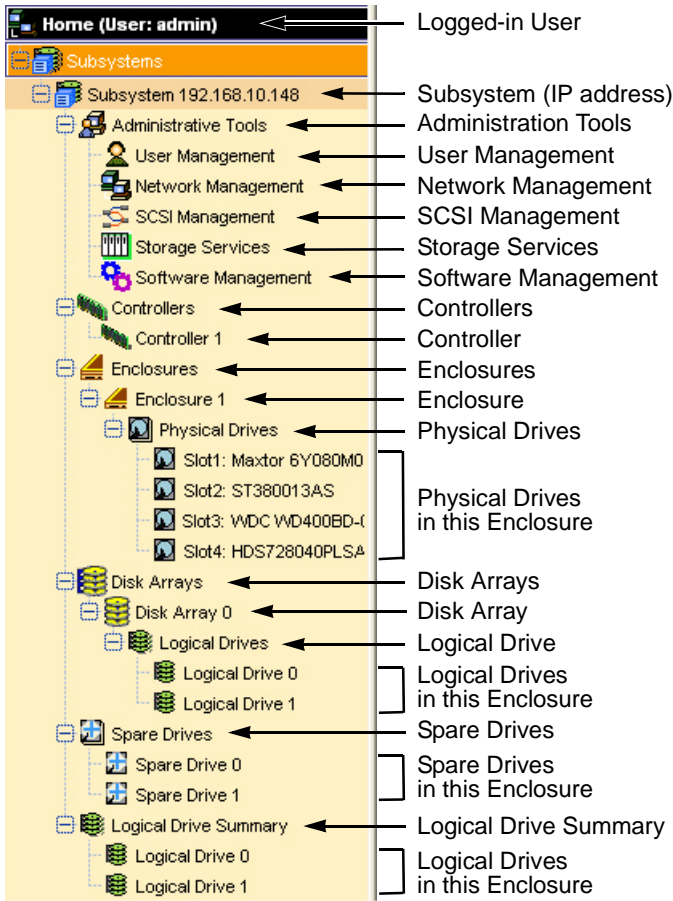 Home (User: admin) Logged-in User
Subsystems
Subsystem 192.168.10.148 Subsystem (IP address)
Administrative Tools Administration Tools
User Management User Management
Network Management Network Management
SCSI Management SCSI Management
Storage Services Storage Services
Software Management Software Management
Controllers Controllers
Controller 1 Controller
Enclosures Enclosures
Enclosure 1 Enclosure
Physical Drives Physical Drives
Slot1: Maxtor 6Y080M0
Slot2: ST380013AS
Slot3: WDC WD400BD-(
Slot4: HDS728040PLSA
Physical Drives
in this Enclosure
Disk Arrays Disk Arrays
Disk Array 0 Disk Array
Logical Drives Logical Drive
Logical Drive 0
Logical Drive 1
Logical Drives
in this Enclosure
Spare Drives Spare Drives
Spare Drive 0
Spare Drive 1
Spare Drives
in this Enclosure
Logical Drive Summary Logical Drive Summary
Logical Drive 0
Logical Drive 1
Logical Drives
in this Enclosure